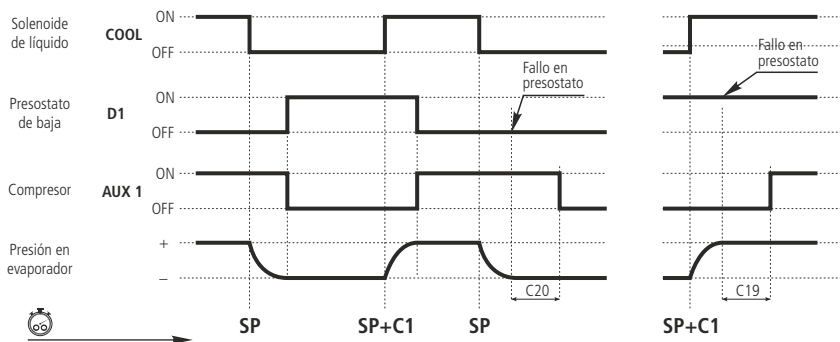 Solenoide
de líquido
COOL
ON
OFF
Fallo en
presostato
Fallo en
presostato
Presostato
de baja
D1
ON
OFF
Compresor
AUX 1
ON
OFF
Presión en
evaporador
+
–
C20
C19
SP
SP+C1
SP
SP+C1